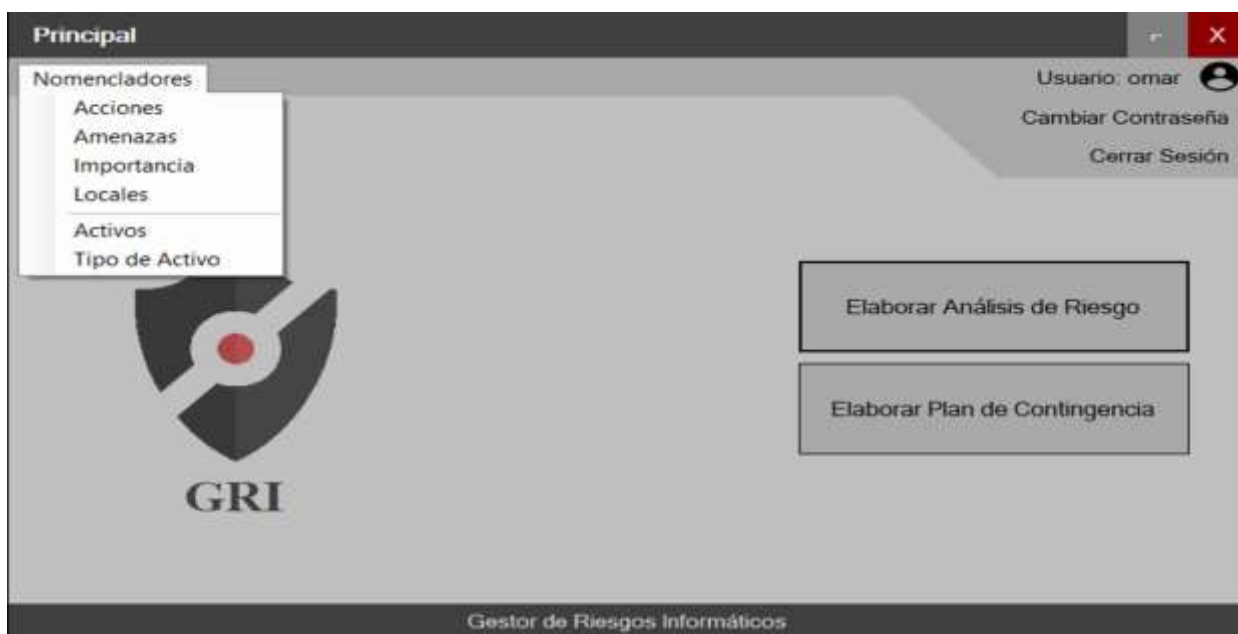 Principal
Nomencladores
Acciones
Amenazas
Importancia
Locales
Activos
Tipo de Activo
Usuario: omar
Cambiar Contraseña
Cerrar Sesión
Elaborar Análisis de Riesgo
Elaborar Plan de Contingencia
GRI
Gestor de Riesgos Informáticos